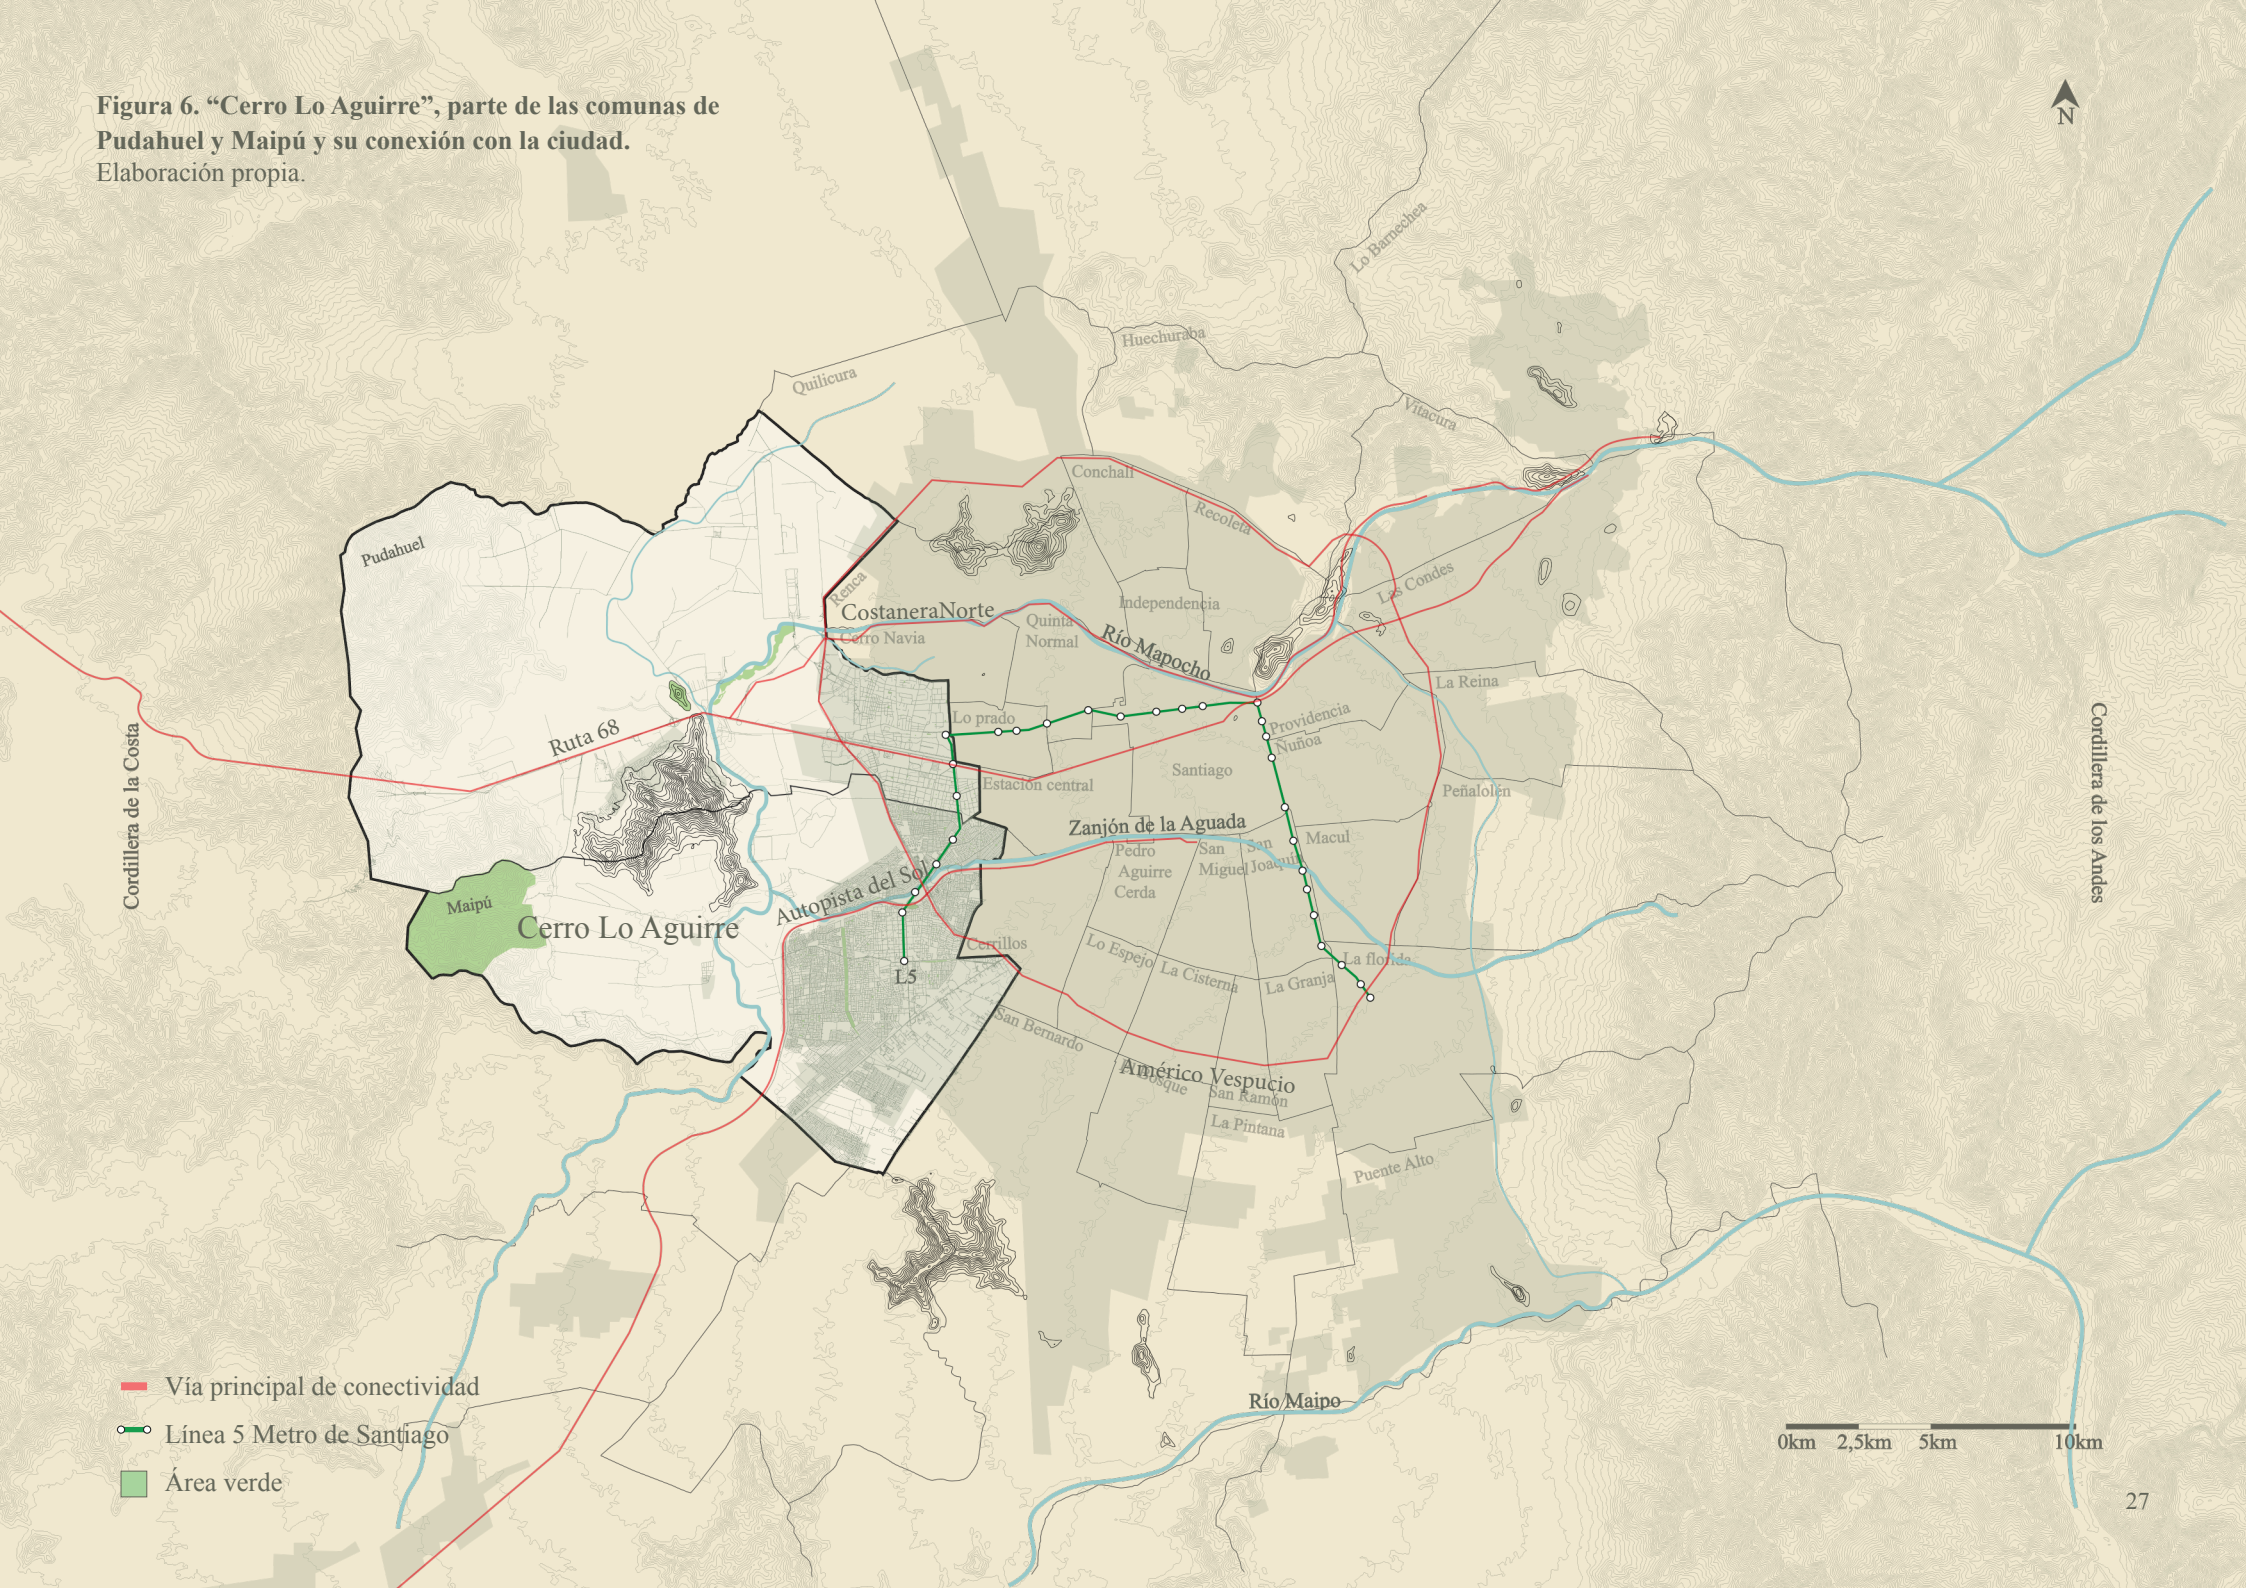 Figura 6. “Cerro Lo Aguirre”, parte de las comunas de
Pudahuel y Maipú y su conexión con la ciudad.
Elaboración propia.
N
Lo Barnechea
Huechuraba
Quilicura
Vitacura
Conchalí
Recoleta
Pudahuel
Renca
Las Condes
CostaneraNorte
Independencia
Quinta
Normal
Cerro Navia
Río Mapocho
La Reina
Lo prado
Providencia
Ñuñoa
Ruta 68
Santiago
Estación central
Peñalolén
Cordillera de la Costa
Cordillera de los Andes
Zanjón de la Aguada
Macul
Pedro
Aguirre
Cerda
San
Miguel
San
Joaquín
Autopista del Sol
Maipú
Cerro Lo Aguirre
Cerrillos
Lo Espejo
La Cisterna
La Granja
La florida
L5
San Bernardo
Américo Vespucio
Bosque
San Ramón
La Pintana
Puente Alto
Río Maipo
Vía principal de conectividad
Línea 5 Metro de Santiago
Área verde
0km 2,5km 5km 10km
27